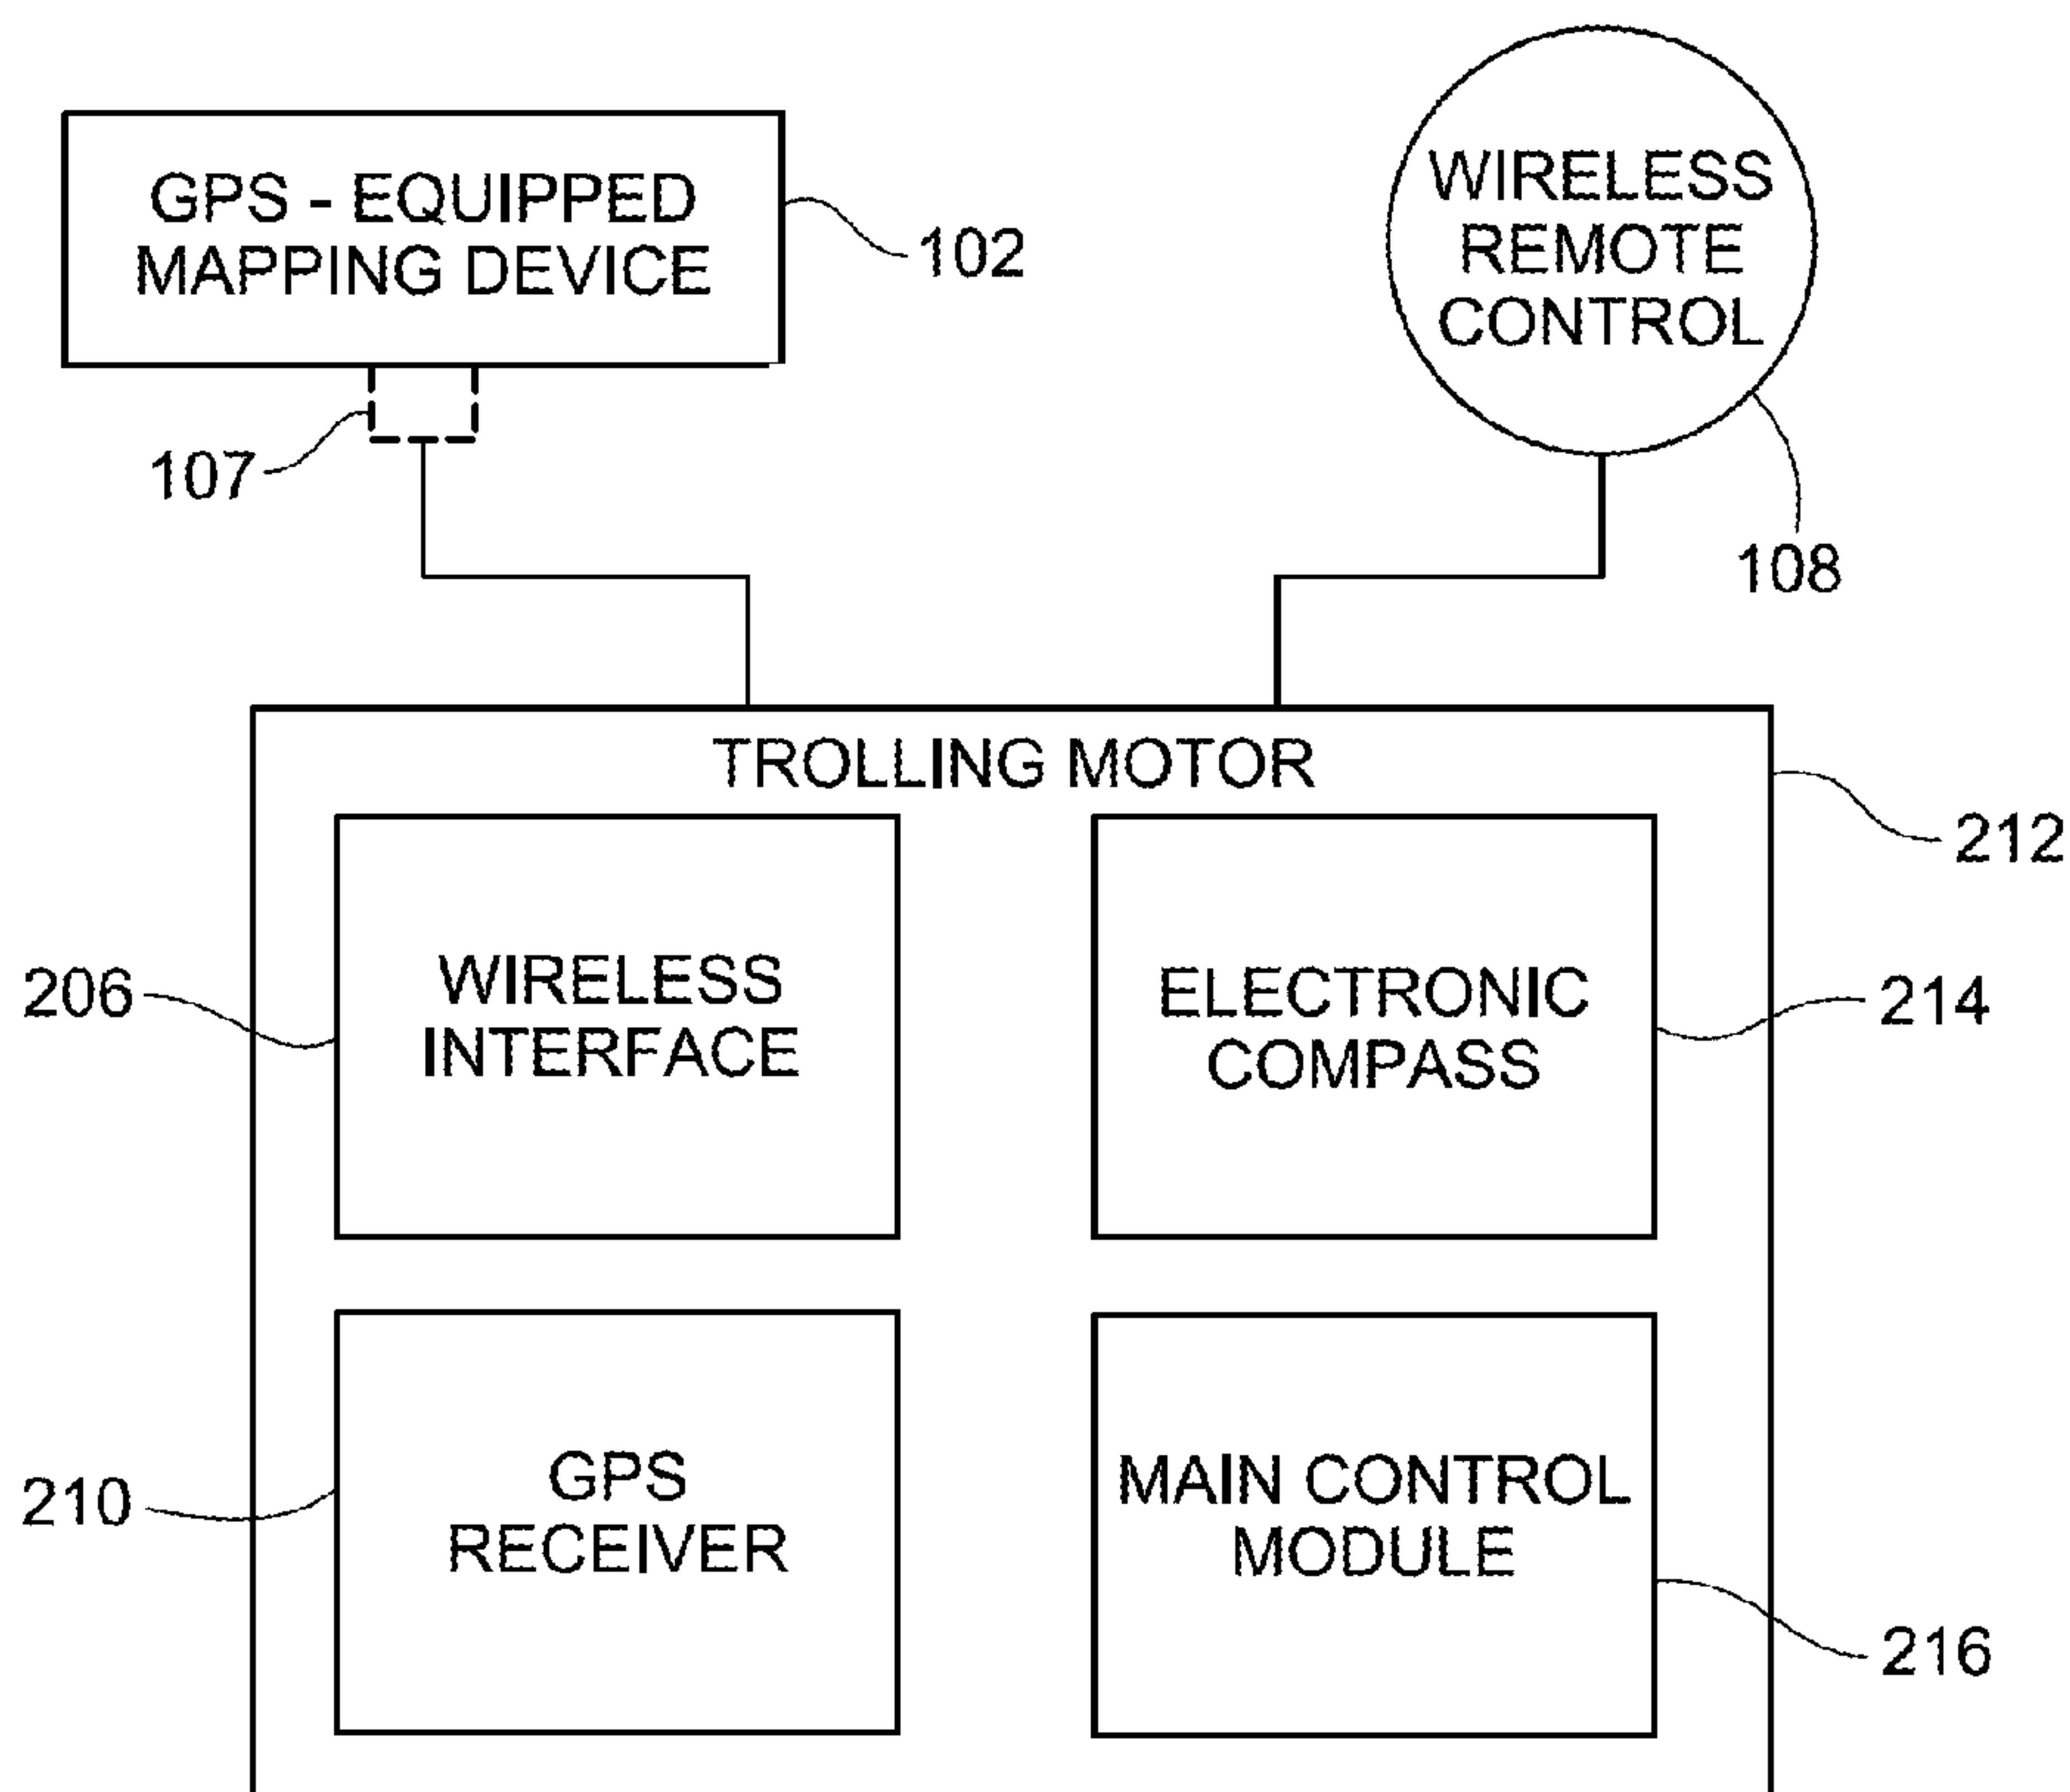 GPS - EQUIPPED
MAPPING DEVICE
102
107
WIRELESS
REMOTE
CONTROL
108
TROLLING MOTOR
212
206
WIRELESS
INTERFACE
ELECTRONIC
COMPASS
214
210
GPS
RECEIVER
MAIN CONTROL
MODULE
216